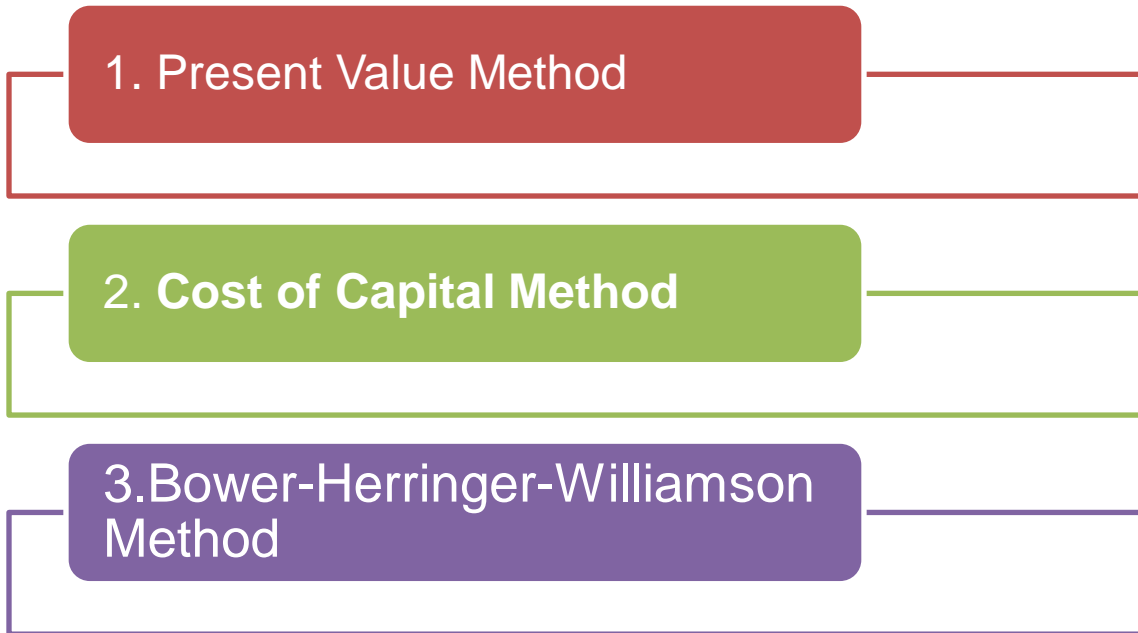 1. Present Value Method
2. Cost of Capital Method
3.Bower-Herringer-Williamson
Method